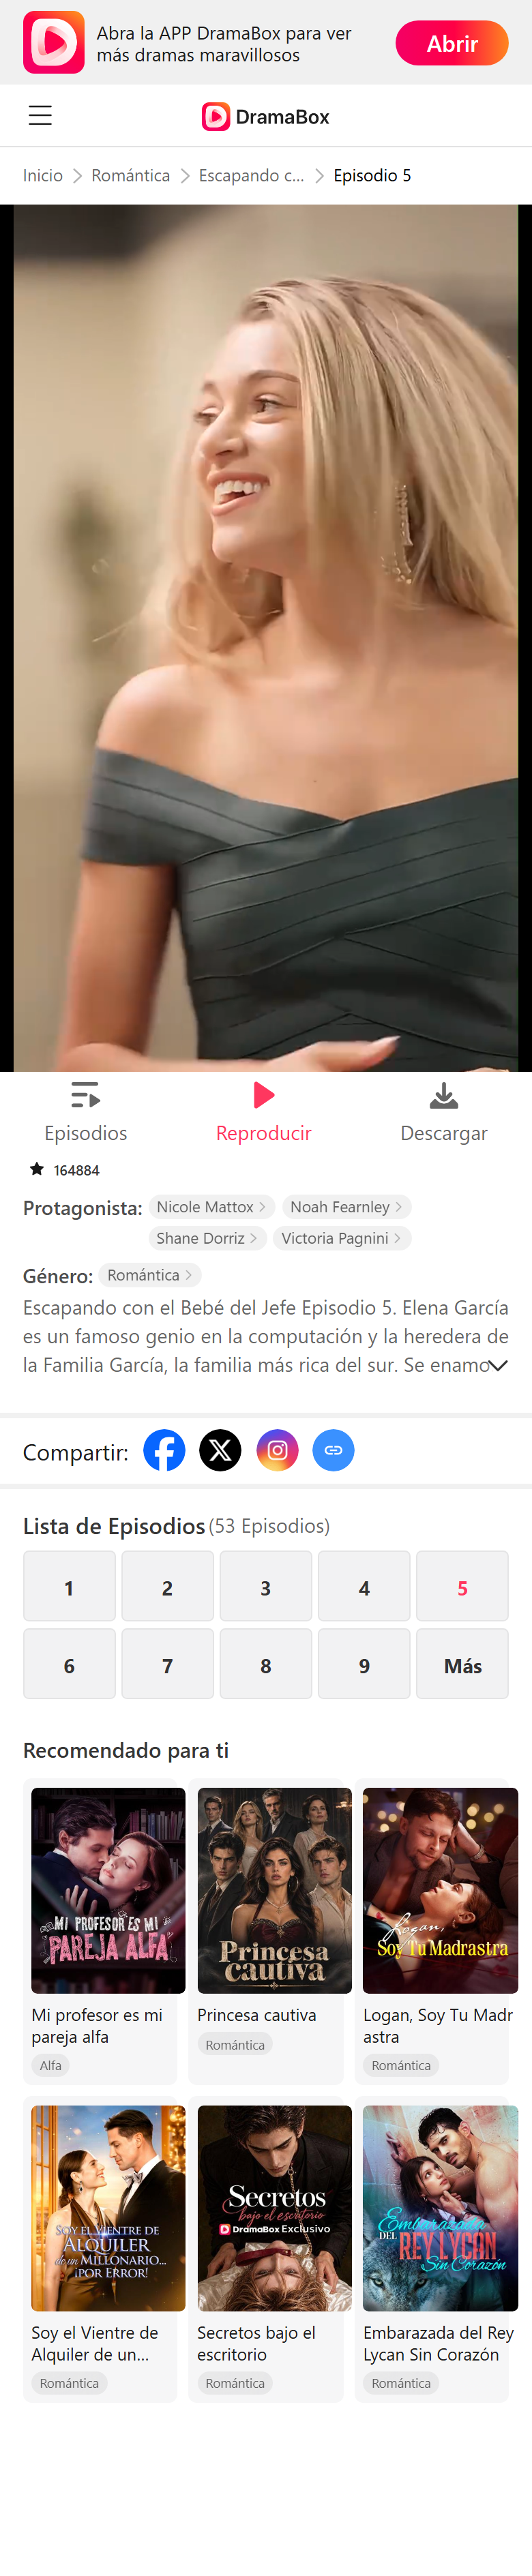 Abra la APP DramaBox para ver
más dramas maravillosos
Abrir
DramaBox
Inicio > Romántica > Escapando c... > Episodio 5
Episodios
Reproducir
Descargar
★ 164884
Protagonista: Nicole Mattox > Noah Fearnley >
Shane Dorriz > Victoria Pagnini >
Género: Romántica >
Escapando con el Bebé del Jefe Episodio 5. Elena García
es un famoso genio en la computación y la heredera de
la Familia García, la familia más rica del sur. Se enamo
Compartir:
Lista de Episodios (53 Episodios)
1 2 3 4 5
6 7 8 9 Más
Recomendado para ti
MI PROFESOR ES MI
PAREJA ALFA
Princesa
cautiva
Logan,
Soy Tu Madrastra
Mi profesor es mi
pareja alfa
Alfa
Princesa cautiva
Romántica
Logan, Soy Tu Madr
astra
Romántica
SOY EL VIENTRE DE
ALQUILER
de un MILLONARIO...
¡POR ERROR!
Secretos
bajo el escritorio
DramaBox Exclusivo
Embarazada
DEL REY LYCAN
Sin Corazón
Soy el Vientre de
Alquiler de un...
Romántica
Secretos bajo el
escritorio
Romántica
Embarazada del Rey
Lycan Sin Corazón
Romántica